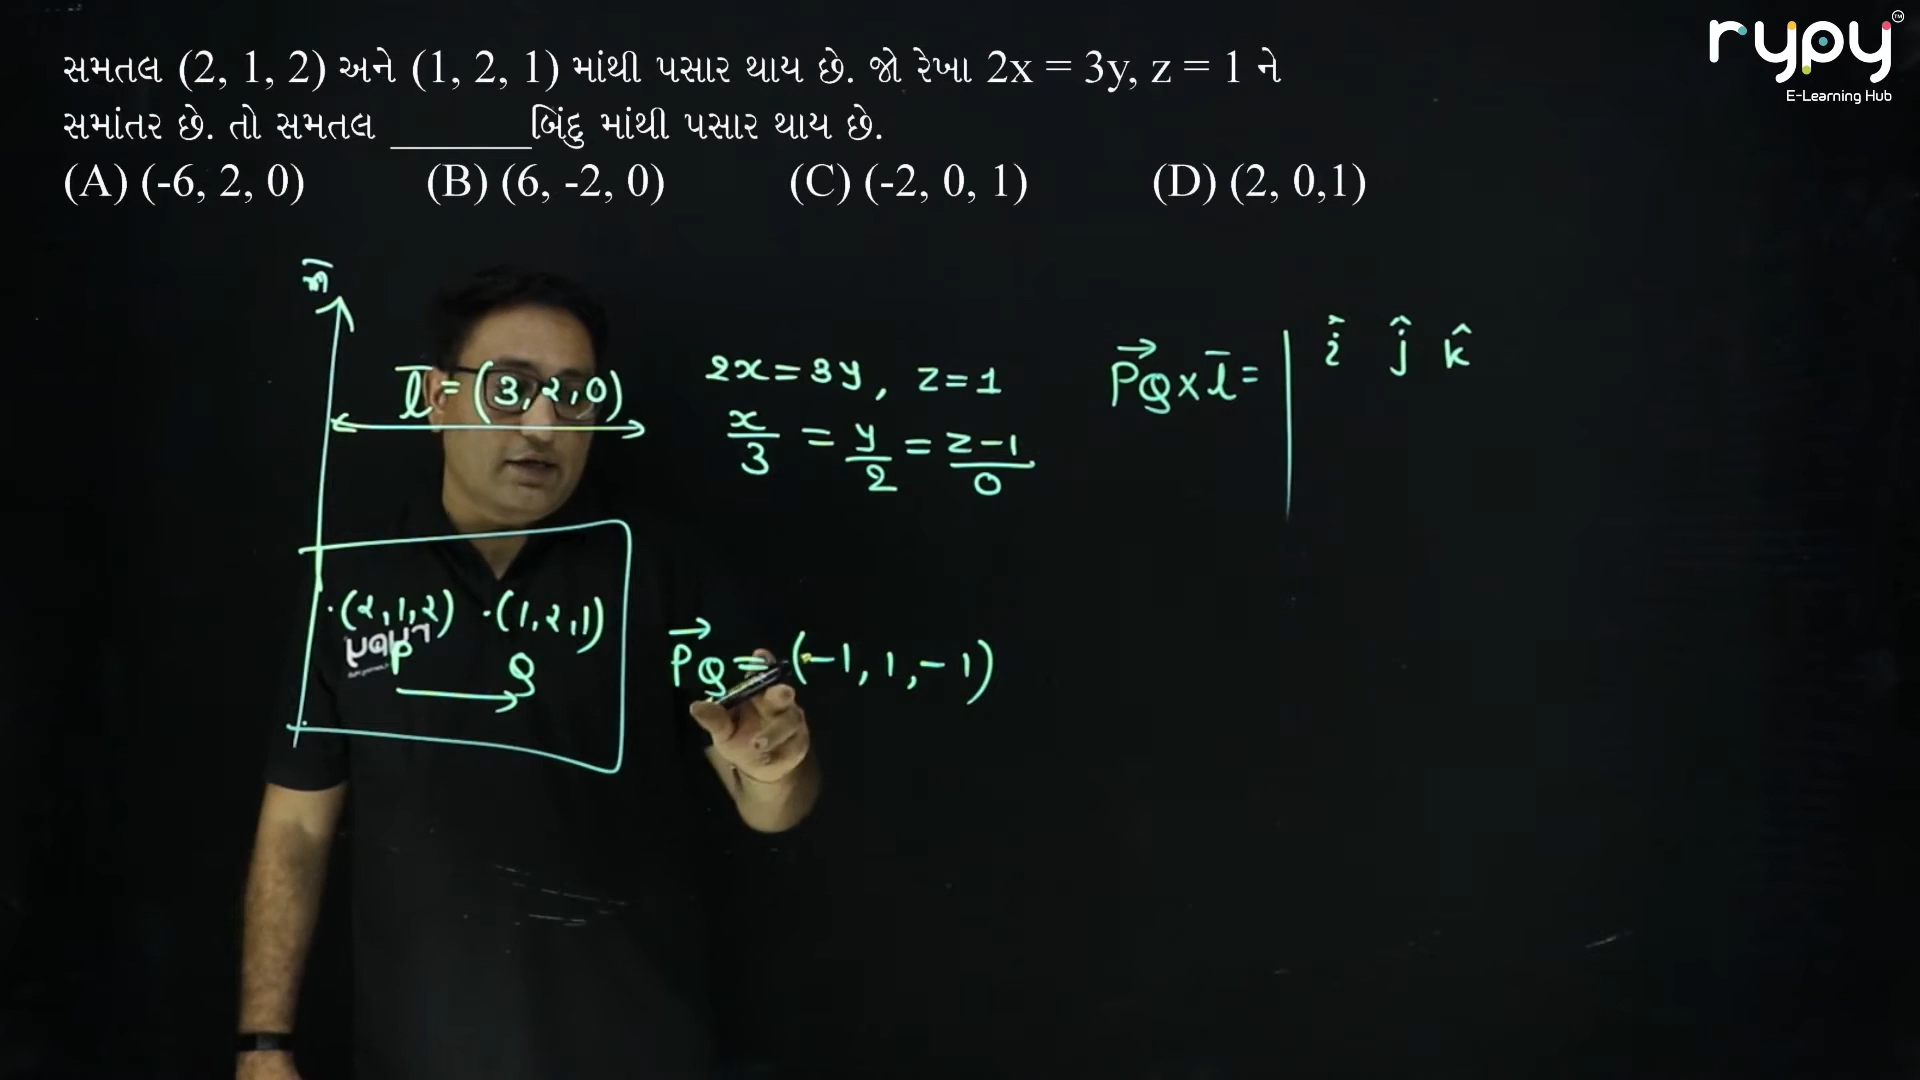 rypy™
E-Learning Hub
સમતલ (2, 1, 2) અને (1, 2, 1) માંથી પસાર થાય છે. જો રેખા 2x = 3y, z = 1 ને
સમાંતર છે. તો સમતલ ______બિંદુ માંથી પસાર થાય છે.
(A) (-6, 2, 0) (B) (6, -2, 0) (C) (-2, 0, 1) (D) (2, 0,1)
n̅
l̅ = (3,2,0)
2x = 3y, z = 1
x/3 = y/2 = z-1/0
PQ⃗ × l̅ = | î ĵ k̂
·(2,1,2) ·(1,2,1)
P Q
PQ⃗ = (-1, 1, -1)